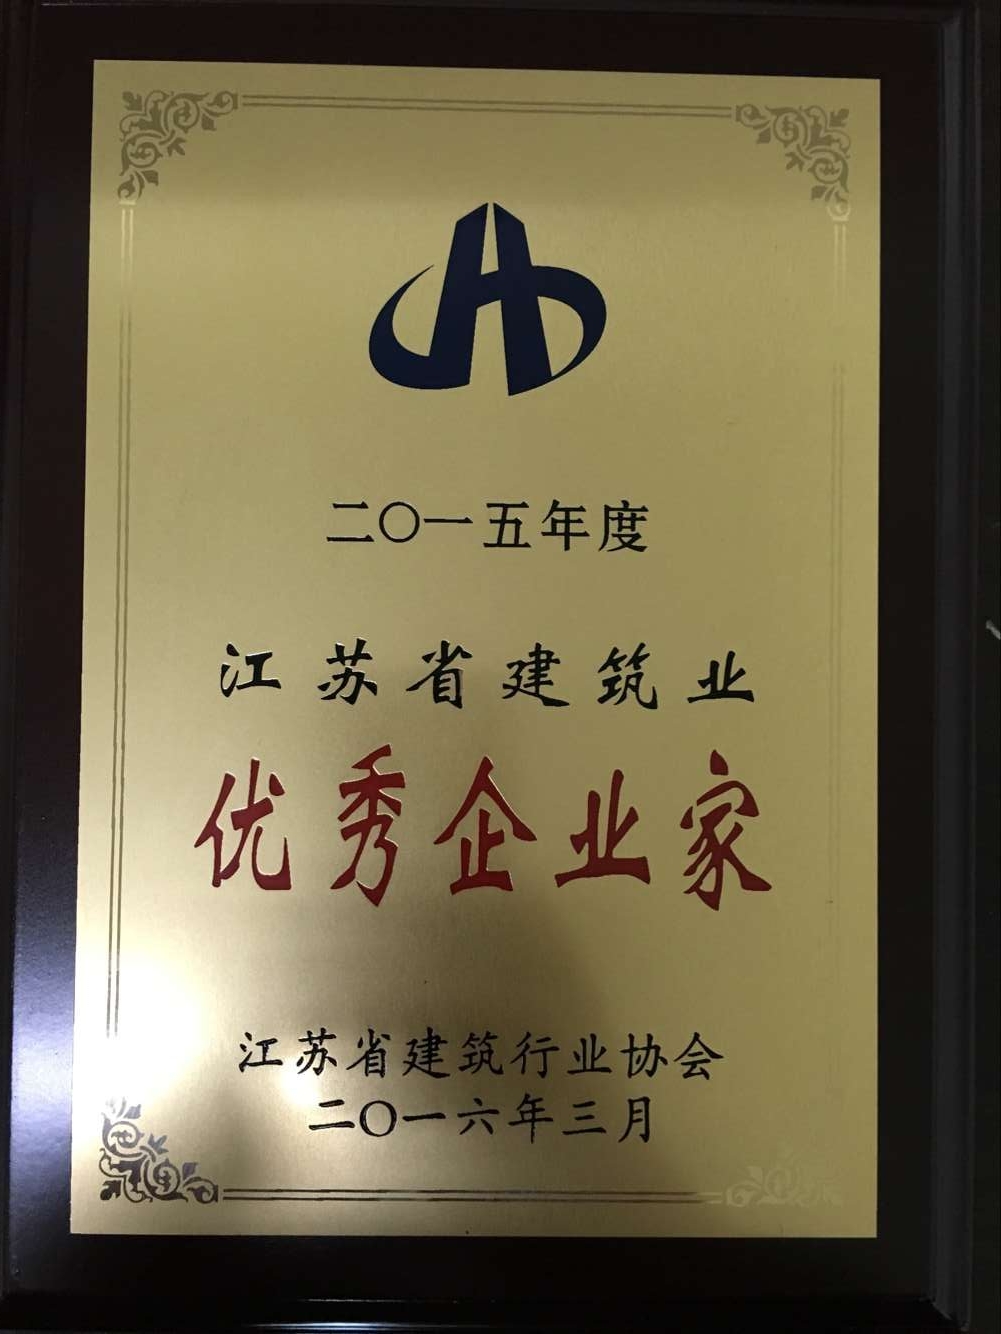 二〇一五年度
江苏省建筑业
优秀企业家
江苏省建筑行业协会
二〇一六年三月